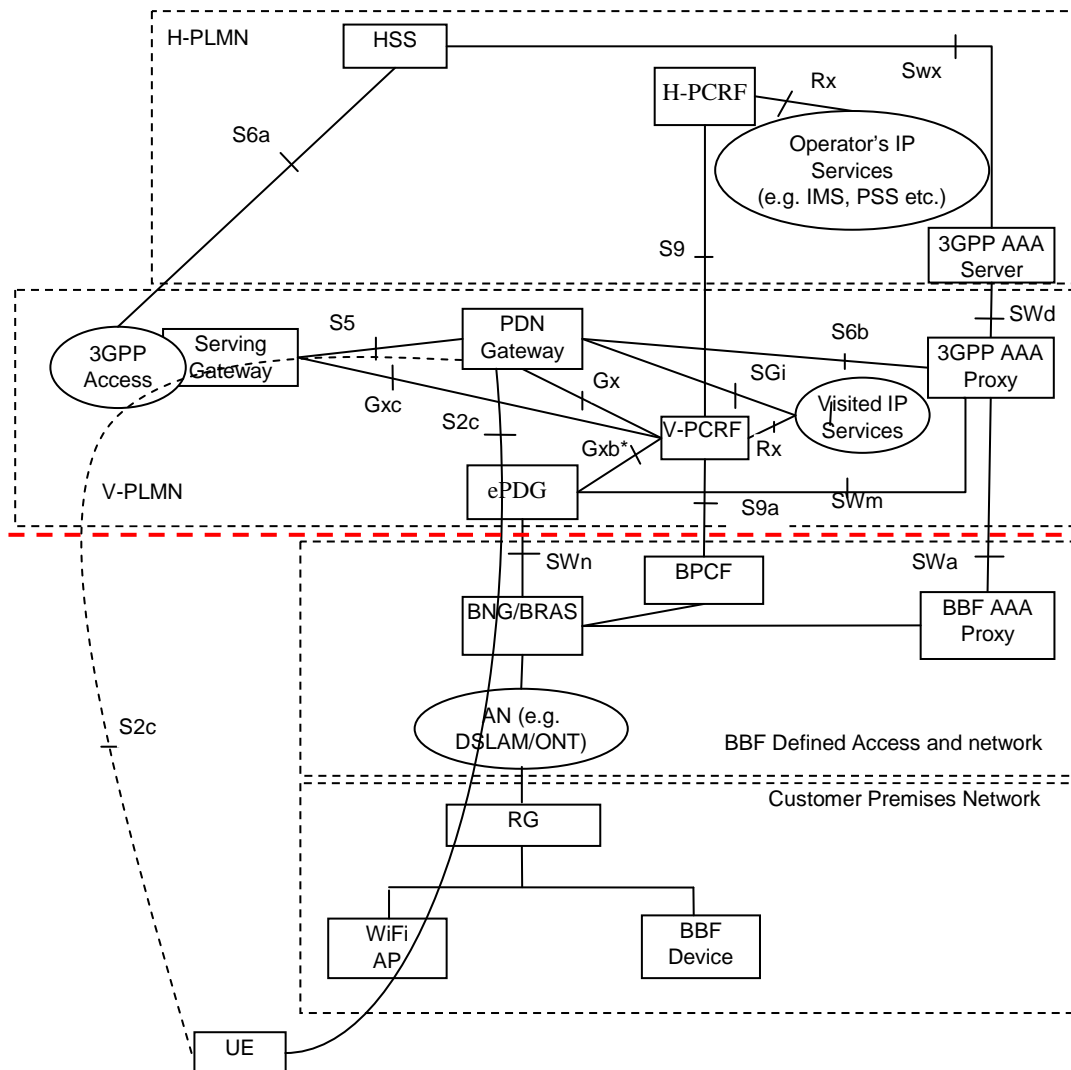 H-PLMN
HSS
Swx
H-PCRF
Rx
S6a
Operator's IP
Services
(e.g. IMS, PSS etc.)
S9
3GPP AAA
Server
S5
PDN
Gateway
S6b
SWd
3GPP
Access
Serving
Gateway
3GPP AAA
Proxy
Gxc
S2c
Gx
SGi
V-PCRF
Visited IP
Services
Gxb*
Rx
V-PLMN
ePDG
S9a
SWm
SWn
BPCF
SWa
BNG/BRAS
BBF AAA
Proxy
S2c
AN (e.g.
DSLAM/ONT)
BBF Defined Access and network
Customer Premises Network
RG
WiFi
AP
BBF
Device
UE